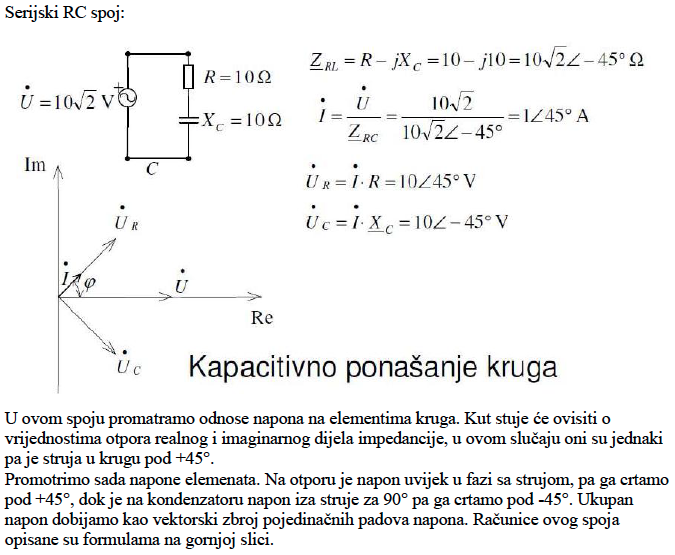 Serijski RC spoj:
U̇ = 10√2 V
+
R = 10 Ω
X_C = 10 Ω
C
Z_RL = R − jX_C = 10 − j10 = 10√2∠−45° Ω
İ = U̇ / Z_RC = 10√2 / 10√2∠−45° = 1∠45° A
U̇_R = İ · R = 10∠45° V
U̇_C = İ · X_C = 10∠−45° V
Im
U̇_R
İ
φ
U̇
Re
U̇_C
Kapacitivno ponašanje kruga
U ovom spoju promatramo odnose napona na elementima kruga. Kut stuje će ovisiti o
vrijednostima otpora realnog i imaginarnog dijela impedancije, u ovom slučaju oni su jednaki
pa je struja u krugu pod +45°.
Promotrimo sada napone elemenata. Na otporu je napon uvijek u fazi sa strujom, pa ga crtamo
pod +45°, dok je na kondenzatoru napon iza struje za 90° pa ga crtamo pod -45°. Ukupan
napon dobijamo kao vektorski zbroj pojedinačnih padova napona. Računice ovog spoja
opisane su formulama na gornjoj slici.